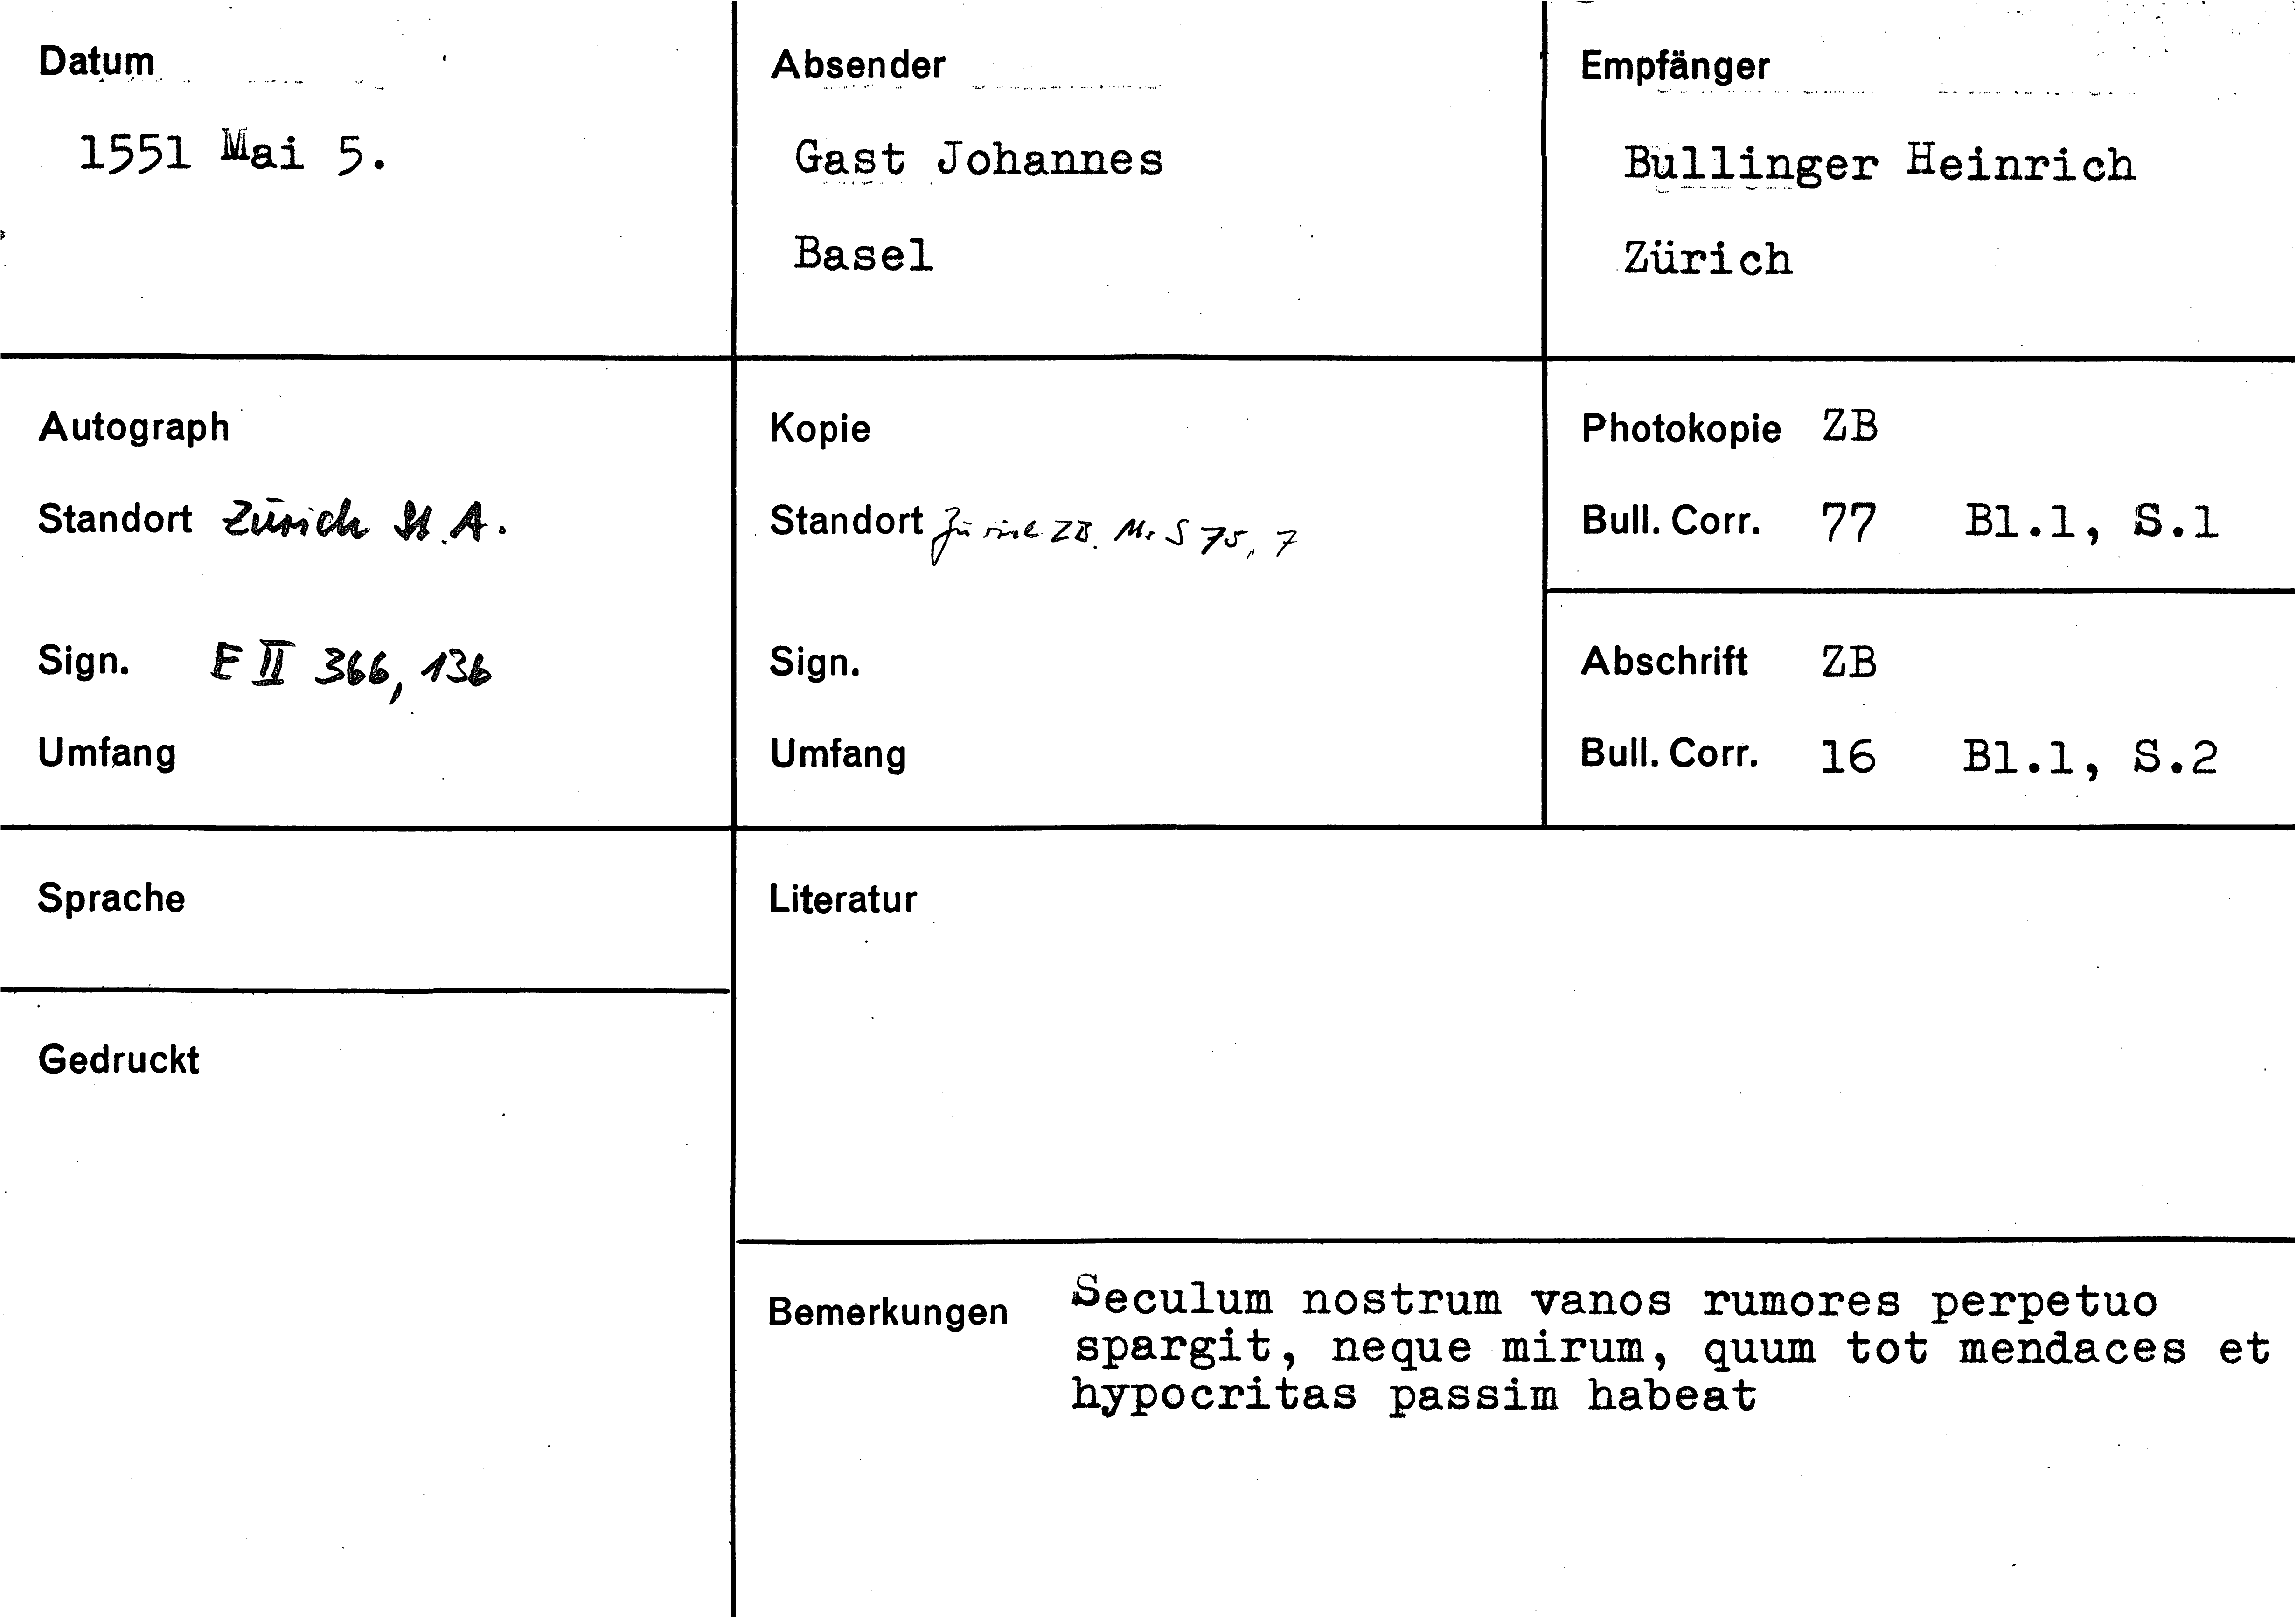 Datum
1551 Mai 5.
Absender
Gast Johannes
Basel
Empfänger
Bullinger Heinrich
Zürich
Autograph
Standort Zürich St.A.
Sign. E II 366, 136
Umfang
Kopie
Standort Zürich ZB. Ms S 75, 7
Sign.
Umfang
Photokopie ZB
Bull. Corr. 77 Bl.1, S.1
Abschrift ZB
Bull. Corr. 16 Bl.1, S.2
Sprache
Gedruckt
Literatur
Bemerkungen Seculum nostrum vanos rumores perpetuo
spargit, neque mirum, quum tot mendaces et
hypocritas passim habeat